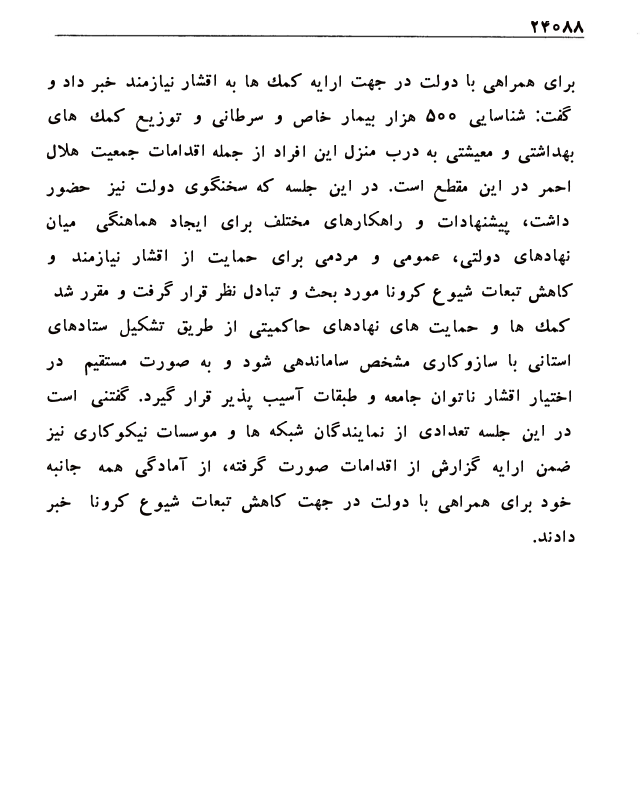 ۲۴۰۸۸
برای همراهی با دولت در جهت ارایه کمك ها به اقشار نیازمند خبر داد و
گفت: شناسایی ۵۰۰ هزار بیمار خاص و سرطانی و توزیع کمك های
بهداشتی و معیشتی به درب منزل این افراد از جمله اقدامات جمعیت هلال
احمر در این مقطع است. در این جلسه که سخنگوی دولت نیز حضور
داشت، پیشنهادات و راهکارهای مختلف برای ایجاد هماهنگی میان
نهادهای دولتی، عمومی و مردمی برای حمایت از اقشار نیازمند و
کاهش تبعات شیوع کرونا مورد بحث و تبادل نظر قرار گرفت و مقرر شد
کمك ها و حمایت های نهادهای حاکمیتی از طریق تشکیل ستادهای
استانی با سازوکاری مشخص ساماندهی شود و به صورت مستقیم در
اختیار اقشار ناتوان جامعه و طبقات آسیب پذیر قرار گیرد. گفتنی است
در این جلسه تعدادی از نمایندگان شبکه ها و موسسات نیکوکاری نیز
ضمن ارایه گزارش از اقدامات صورت گرفته، از آمادگی همه جانبه
خود برای همراهی با دولت در جهت کاهش تبعات شیوع کرونا خبر
دادند.